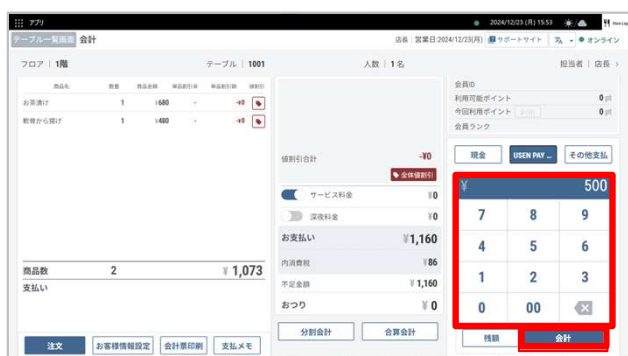 アプリ
2024/12/23(月) 15:53
テーブル一覧画面 会計
店長 営業日:2024/12/23(月) サポートサイト オンライン
フロア 1階 テーブル 1001 人数 1 名 担当者 店長
商品名 数量 商品金額 単品割引率 単品割引額 値割引
お茶漬け 1 ¥680 - -¥0
軟骨から揚げ 1 ¥480 - -¥0
商品数 2 ¥ 1,073
支払い
注文 お客様情報設定 会計票印刷 支払メモ
値割引合計 -¥0
全体値割引
サービス料金 ¥0
深夜料金 ¥0
お支払い ¥1,160
内消費税 ¥86
不足金額 ¥ 1,160
おつり ¥ 0
分割会計 合算会計
会員ID
利用可能ポイント 0 pt
今回利用ポイント 0 pt
会員ランク
現金 USEN PAY ... その他支払
¥ 500
7 8 9
4 5 6
1 2 3
0 00
残額 会計